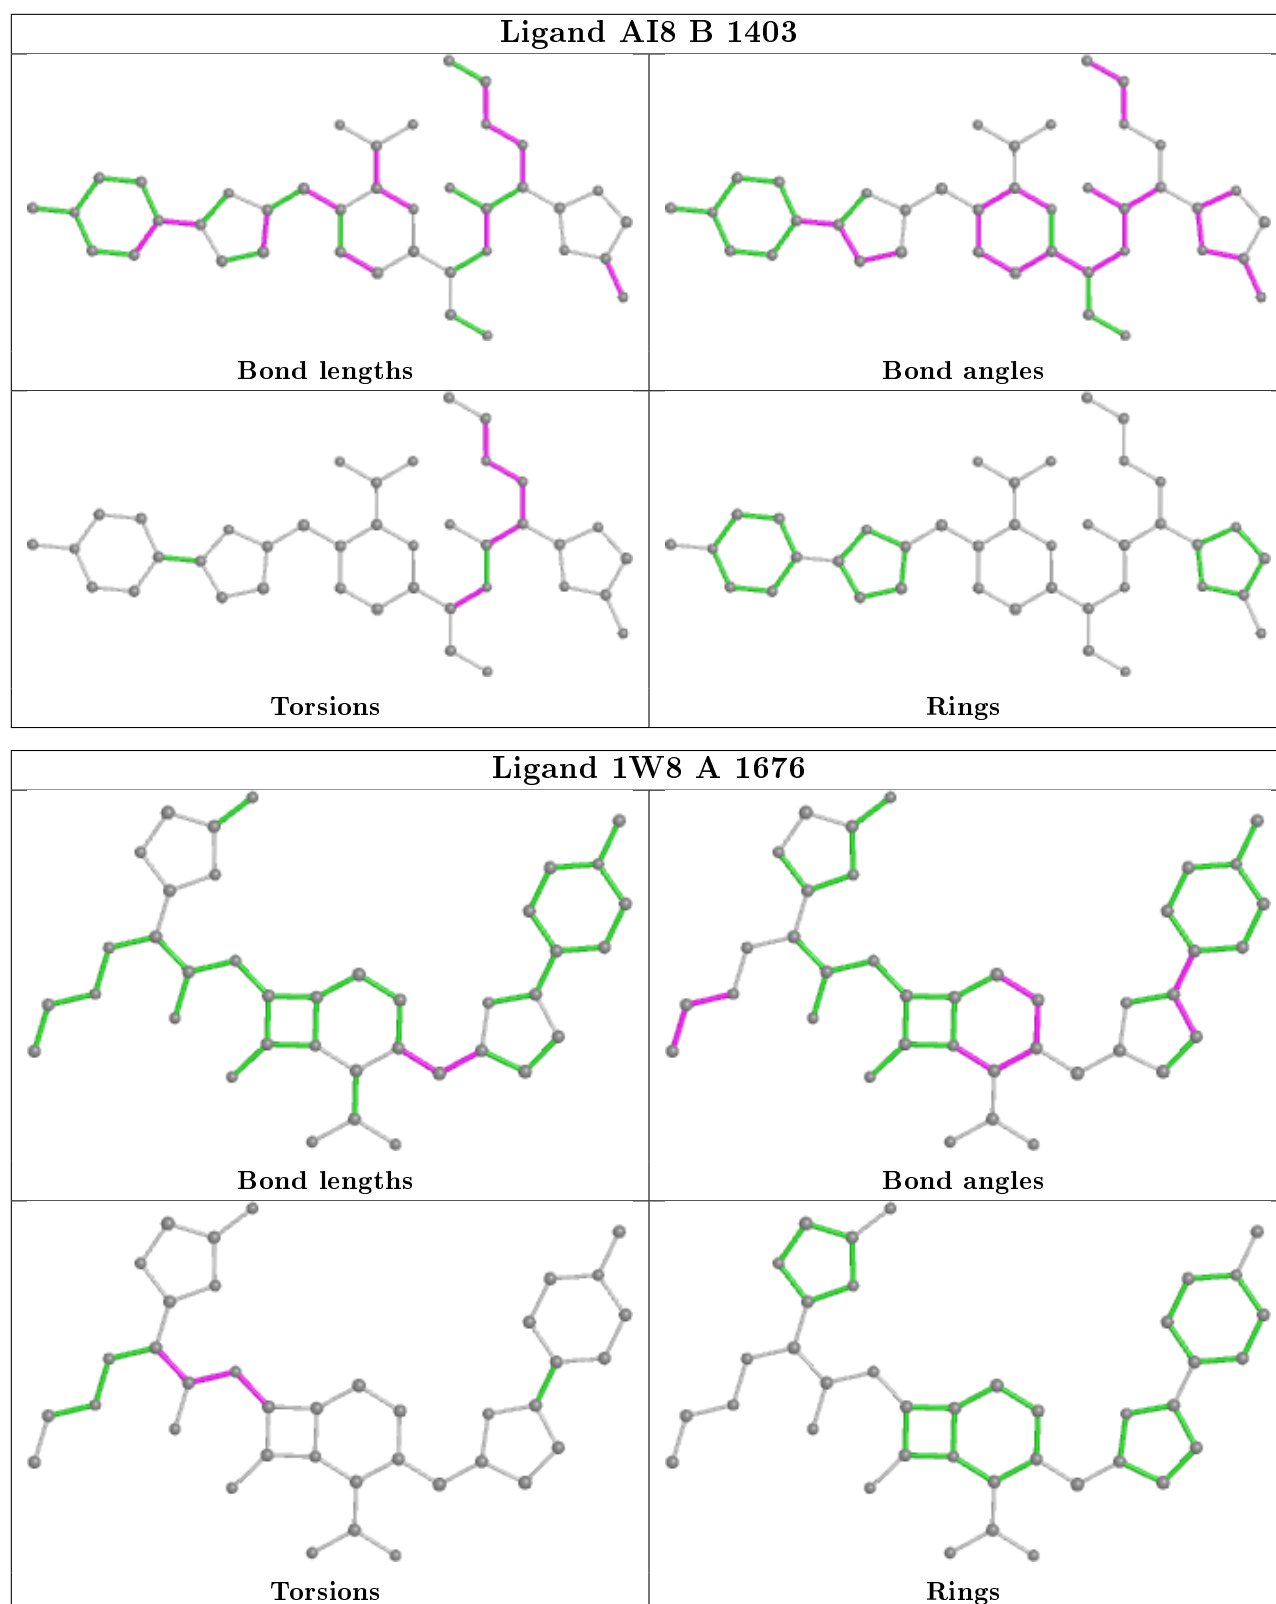 Ligand AI8 B 1403
Bond lengths
Bond angles
Torsions
Rings
Ligand 1W8 A 1676
Bond lengths
Bond angles
Torsions
Rings